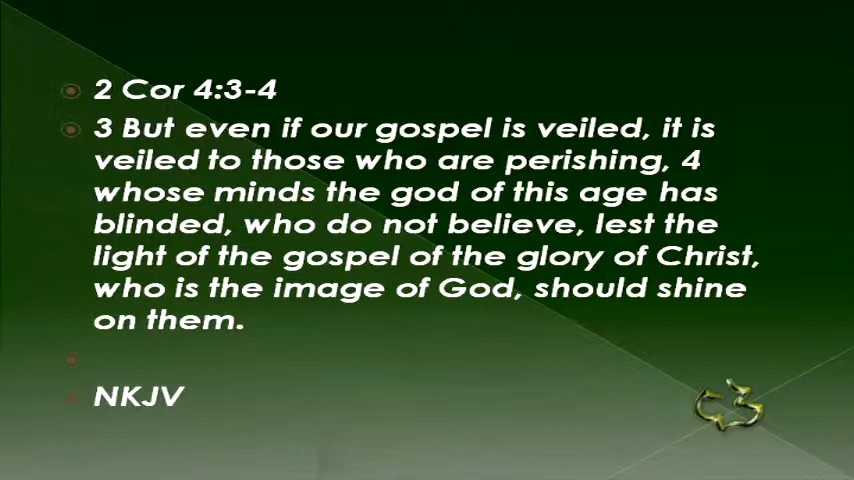 2 Cor 4:3-4
3 But even if our gospel is veiled, it is
veiled to those who are perishing, 4
whose minds the god of this age has
blinded, who do not believe, lest the
light of the gospel of the glory of Christ,
who is the image of God, should shine
on them.
NKJV